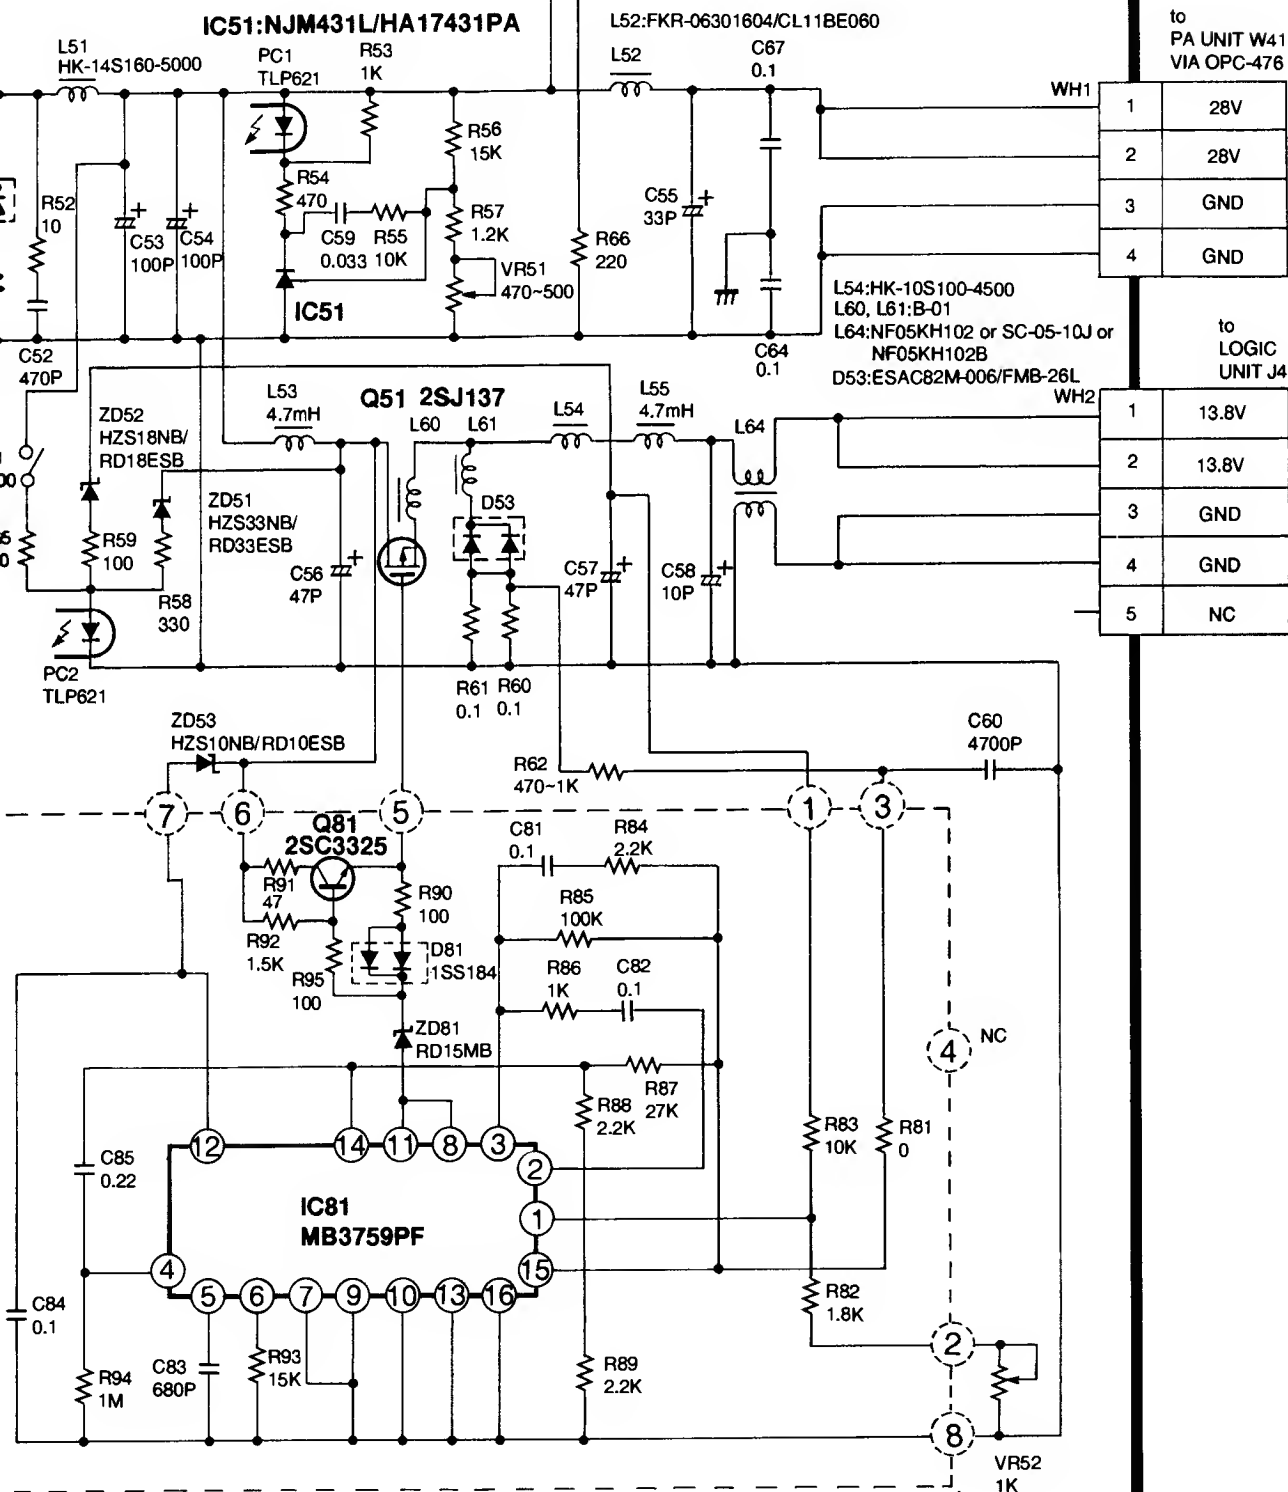 IC51:NJM431L/HA17431PA
L52:FKR-06301604/CL11BE060
to
PA UNIT W41
VIA OPC-476
L51
HK-14S160-5000
PC1
TLP621
R53
1K
L52
C67
0.1
WH1
1 28V
2 28V
3 GND
4 GND
R56
15K
R52
10
R54
470
C55
33P
C53
100P
C54
100P
C59
0.033
R55
10K
R57
1.2K
R66
220
VR51
470~500
IC51
L54:HK-10S100-4500
L60, L61:B-01
L64:NF05KH102 or SC-05-10J or
NF05KH102B
D53:ESAC82M-006/FMB-26L
to
LOGIC
UNIT J4
C52
470P
C64
0.1
WH2
1 13.8V
2 13.8V
3 GND
4 GND
5 NC
L53
4.7mH
Q51 2SJ137
L60
L61
L54
L55
4.7mH
L64
ZD52
HZS18NB/
RD18ESB
ZD51
HZS33NB/
RD33ESB
D53
R59
100
C56
47P
C57
47P
C58
10P
R58
330
PC2
TLP621
R61
0.1
R60
0.1
ZD53
HZS10NB/RD10ESB
C60
4700P
R62
470~1K
7 6 5 1 3
Q81
2SC3325
C81
0.1
R84
2.2K
R91
47
R90
100
R85
100K
R92
1.5K
R95
100
D81
1SS184
R86
1K
C82
0.1
ZD81
RD15MB
4 NC
R87
27K
R88
2.2K
R83
10K
R81
0
12 14 11 8 3
2
C85
0.22
IC81
MB3759PF
1
4
15
5 6 7 9 10 13 16
C84
0.1
R82
1.8K
2
R94
1M
C83
680P
R93
15K
R89
2.2K
8
VR52
1K